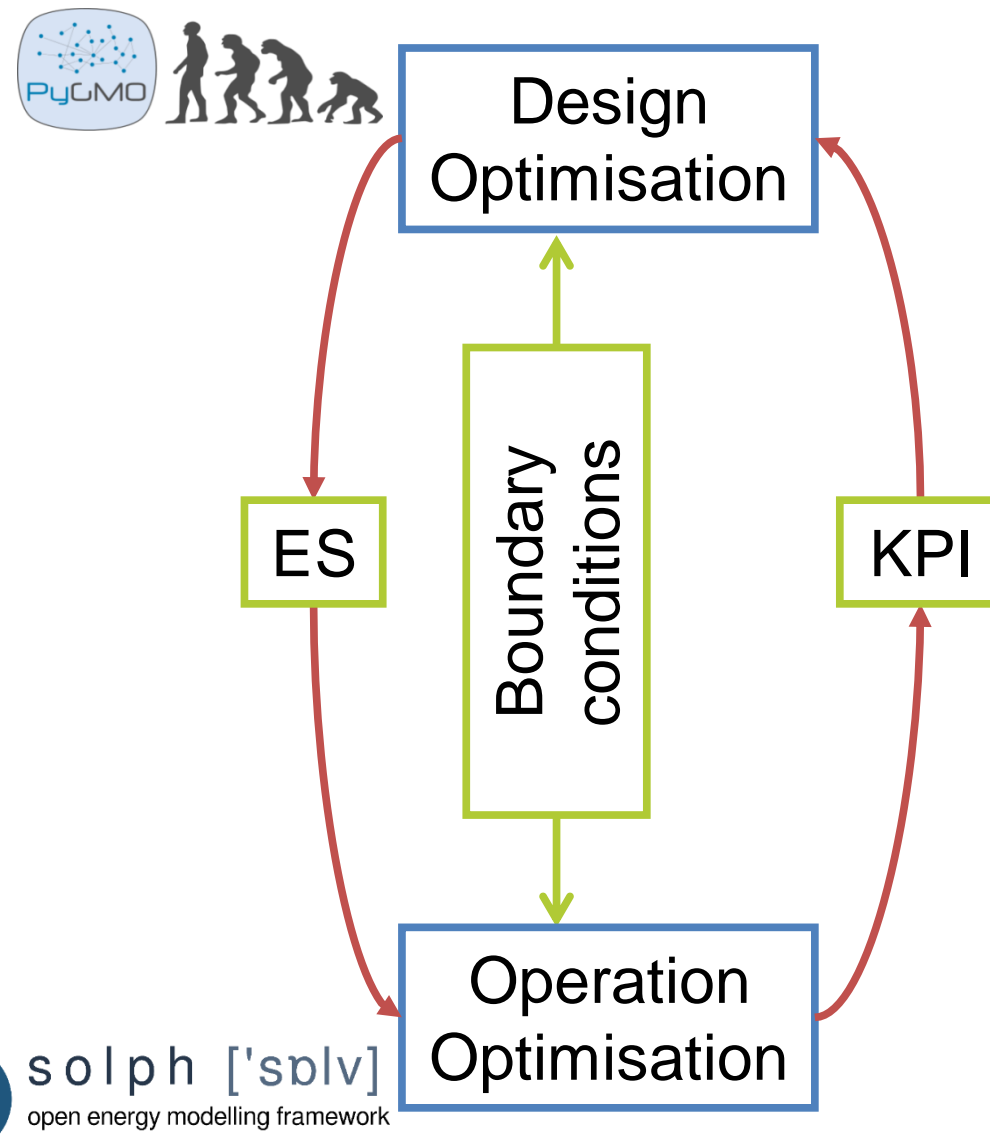 PyGMO
Design
Optimisation
ES
Boundary
conditions
KPI
Operation
Optimisation
solph ['sɒlv]
open energy modelling framework